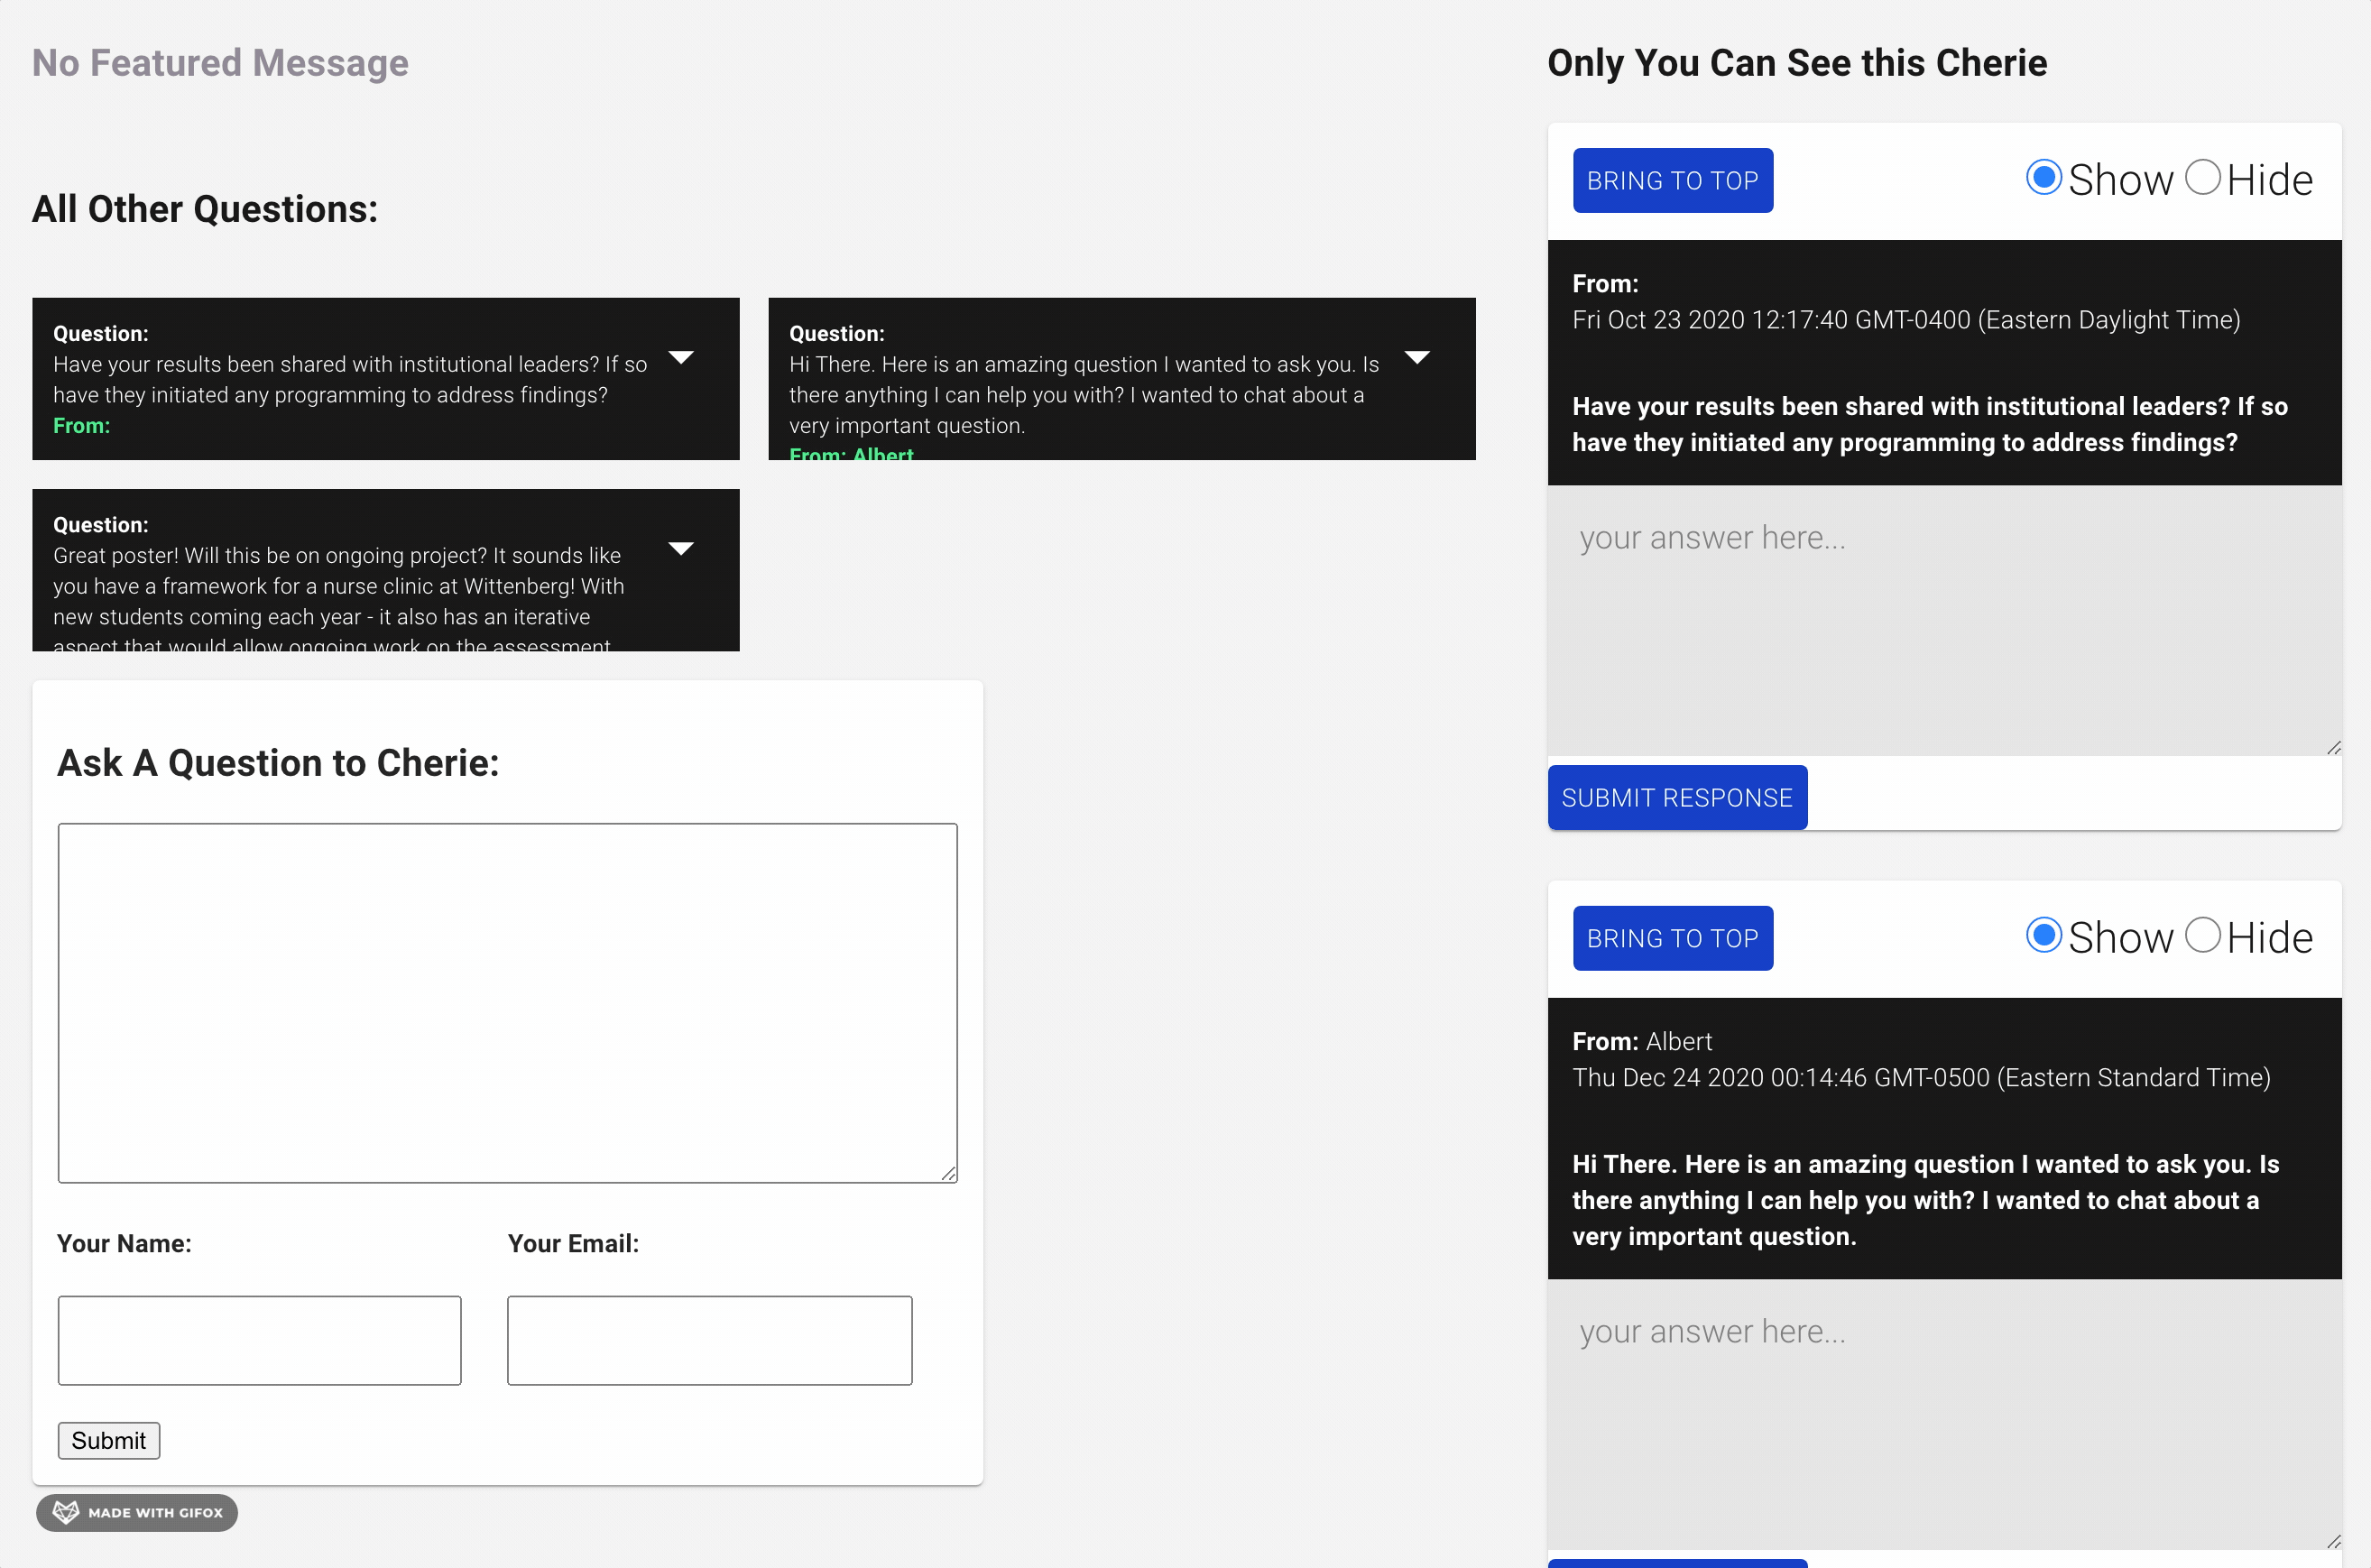 No Featured Message
All Other Questions:
Question:
Have your results been shared with institutional leaders? If so
have they initiated any programming to address findings?
From:
Question:
Hi There. Here is an amazing question I wanted to ask you. Is
there anything I can help you with? I wanted to chat about a
very important question.
From: Albert
Question:
Great poster! Will this be on ongoing project? It sounds like
you have a framework for a nurse clinic at Wittenberg! With
new students coming each year - it also has an iterative
aspect that would allow ongoing work on the assessment
Ask A Question to Cherie:
Your Name:
Your Email:
Submit
MADE WITH GIFOX
Only You Can See this Cherie
BRING TO TOP
Show Hide
From:
Fri Oct 23 2020 12:17:40 GMT-0400 (Eastern Daylight Time)
Have your results been shared with institutional leaders? If so
have they initiated any programming to address findings?
your answer here...
SUBMIT RESPONSE
BRING TO TOP
Show Hide
From: Albert
Thu Dec 24 2020 00:14:46 GMT-0500 (Eastern Standard Time)
Hi There. Here is an amazing question I wanted to ask you. Is
there anything I can help you with? I wanted to chat about a
very important question.
your answer here...